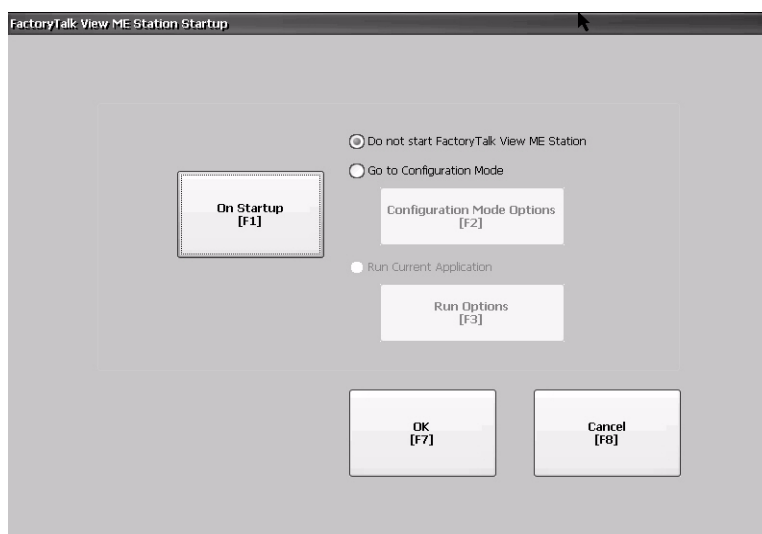 FactoryTalk View ME Station Startup
Do not start FactoryTalk View ME Station
Go to Configuration Mode
On Startup
[F1]
Configuration Mode Options
[F2]
Run Current Application
Run Options
[F3]
OK
[F7]
Cancel
[F8]